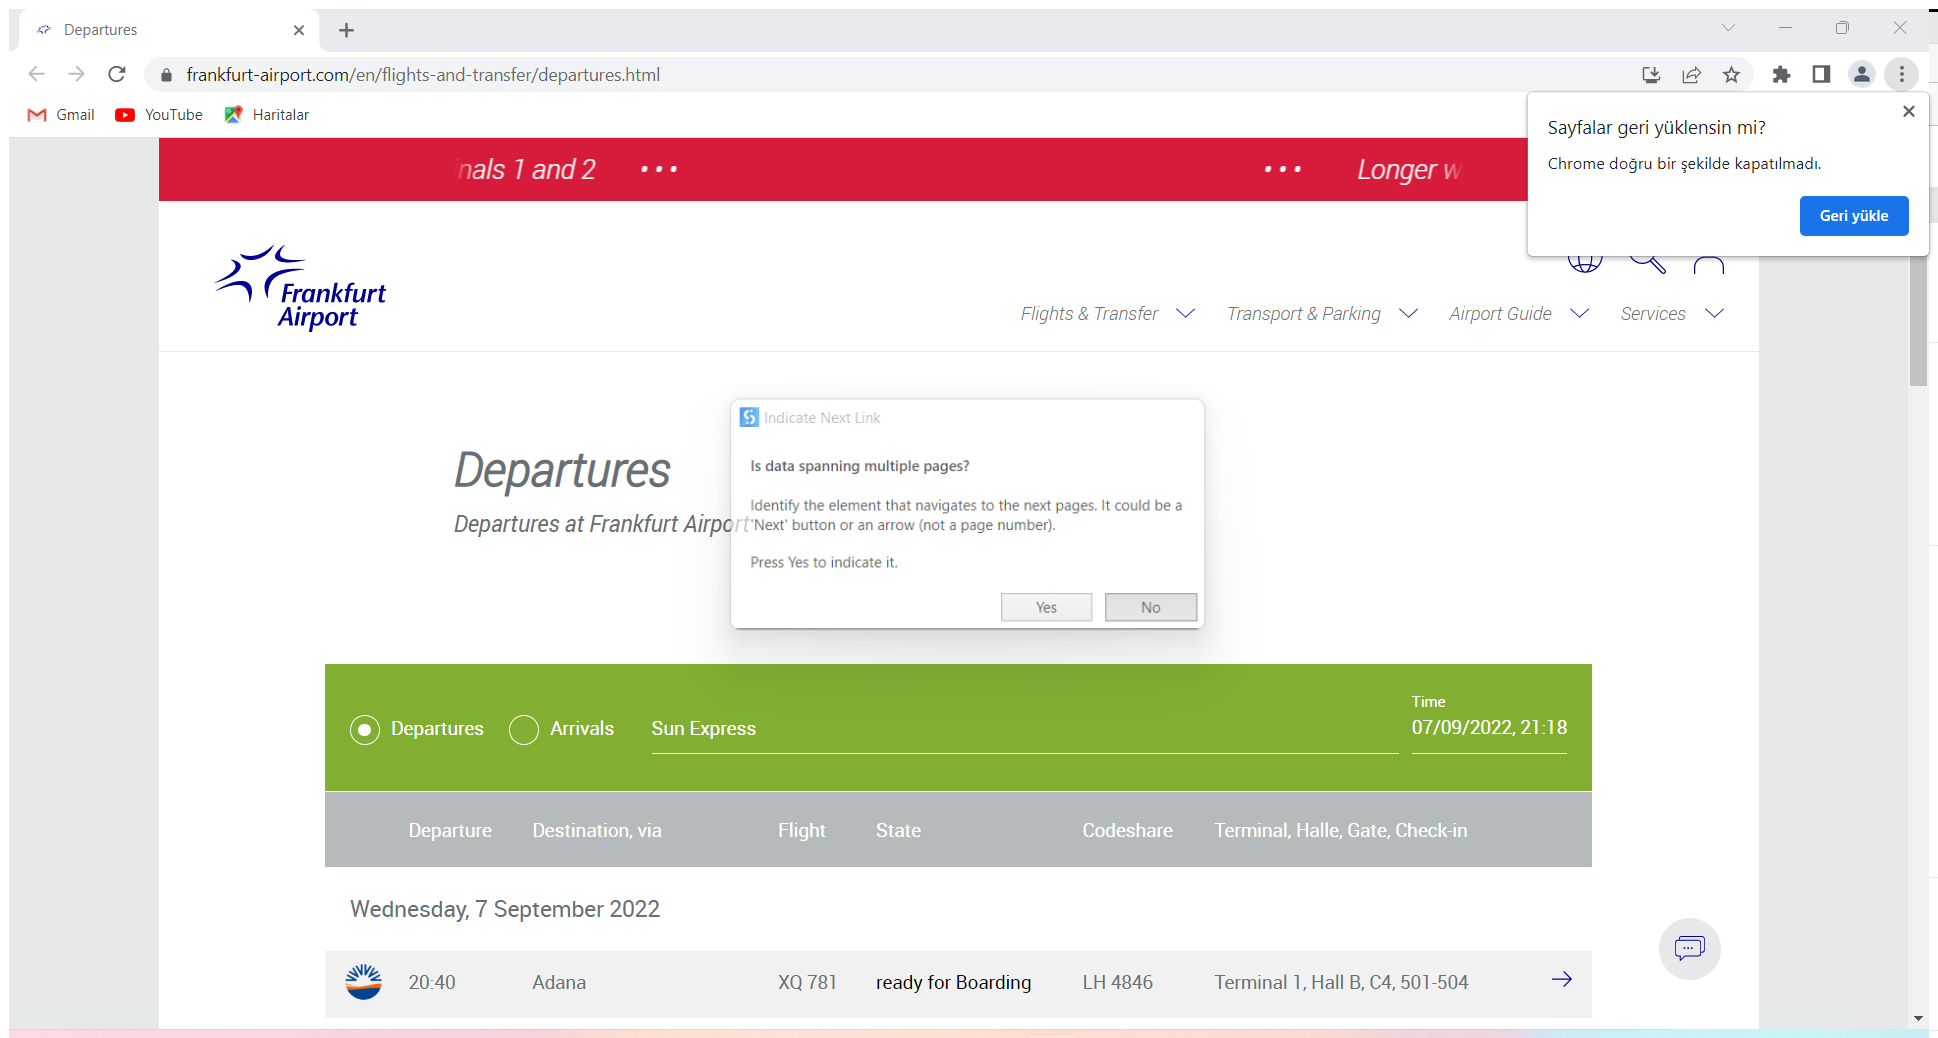 Departures
frankfurt-airport.com/en/flights-and-transfer/departures.html
Gmail YouTube Haritalar
Sayfalar geri yüklensin mi?
Chrome doğru bir şekilde kapatılmadı.
Geri yükle
nals 1 and 2 ... ... Longer w
Frankfurt
Airport
Flights & Transfer Transport & Parking Airport Guide Services
Departures
Departures at Frankfurt Airport
Indicate Next Link
Is data spanning multiple pages?
Identify the element that navigates to the next pages. It could be a
'Next' button or an arrow (not a page number).
Press Yes to indicate it.
Yes No
Time
Departures Arrivals Sun Express 07/09/2022, 21:18
Departure Destination, via Flight State Codeshare Terminal, Halle, Gate, Check-in
Wednesday, 7 September 2022
20:40 Adana XQ 781 ready for Boarding LH 4846 Terminal 1, Hall B, C4, 501-504